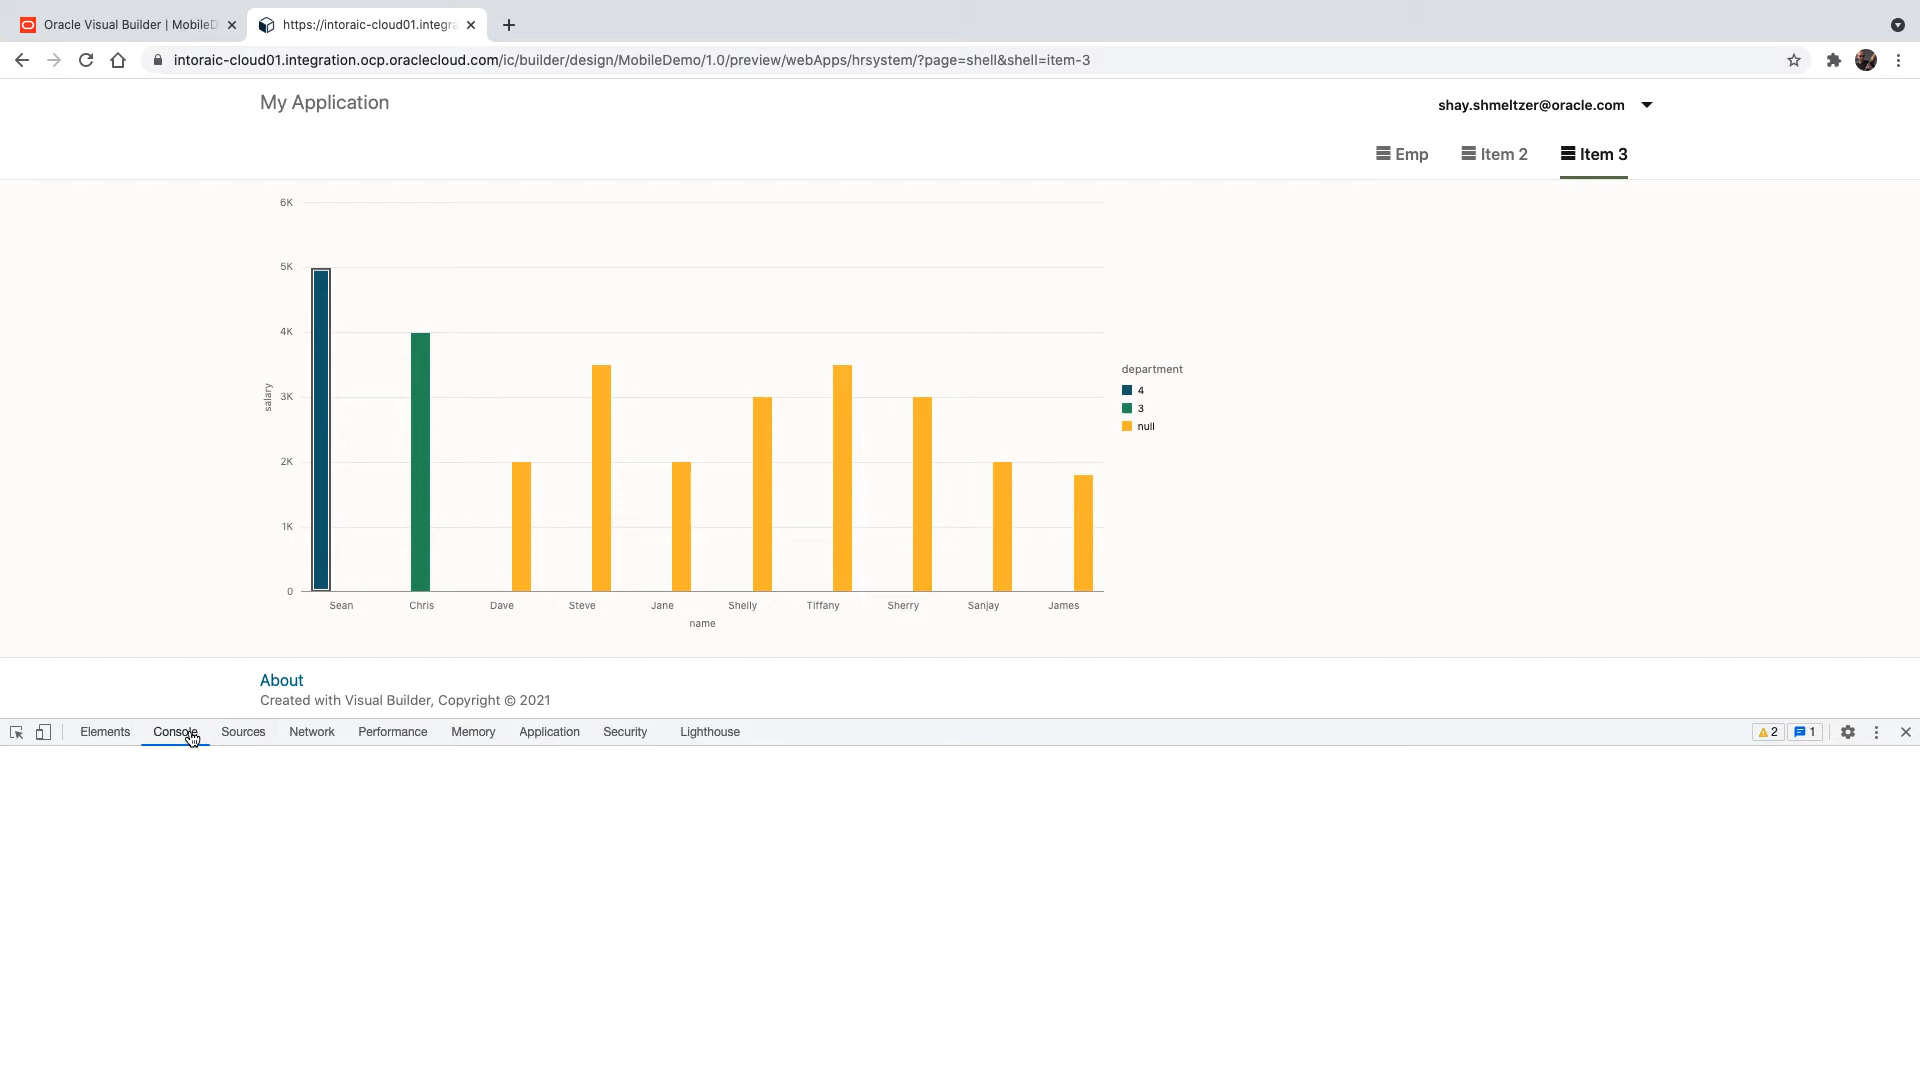 Oracle Visual Builder | MobileD
https://intoraic-cloud01.integra
intoraic-cloud01.integration.ocp.oraclecloud.com/ic/builder/design/MobileDemo/1.0/preview/webApps/hrsystem/?page=shell&shell=item-3
My Application
shay.shmeltzer@oracle.com
Emp
Item 2
Item 3
6K
5K
4K
3K
2K
1K
0
salary
Sean
Chris
Dave
Steve
Jane
Shelly
Tiffany
Sherry
Sanjay
James
name
department
4
3
null
About
Created with Visual Builder, Copyright © 2021
Elements
Console
Sources
Network
Performance
Memory
Application
Security
Lighthouse
2
1